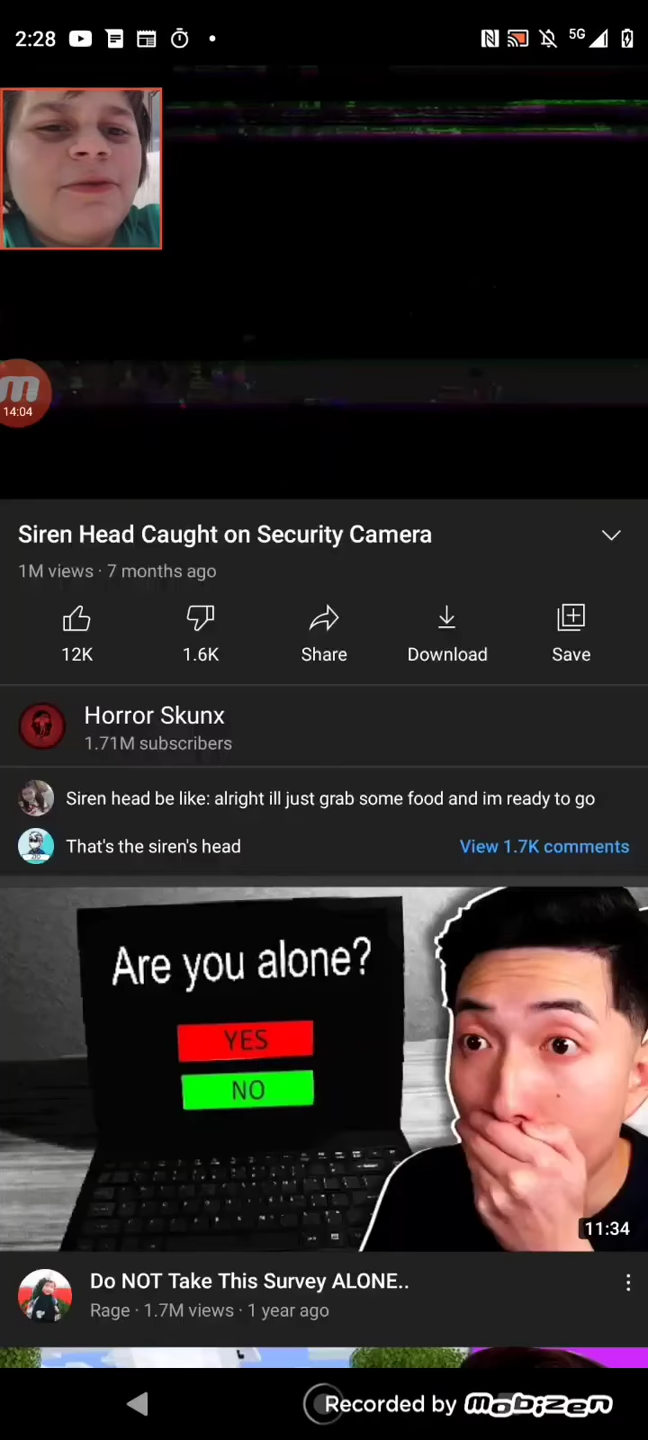 2:28
5G
m
14:04
Siren Head Caught on Security Camera
1M views · 7 months ago
12K
1.6K
Share
Download
Save
Horror Skunx
1.71M subscribers
Siren head be like: alright ill just grab some food and im ready to go
That's the siren's head
View 1.7K comments
Are you alone?
YES
NO
11:34
Do NOT Take This Survey ALONE..
Rage · 1.7M views · 1 year ago
Recorded by mobizen